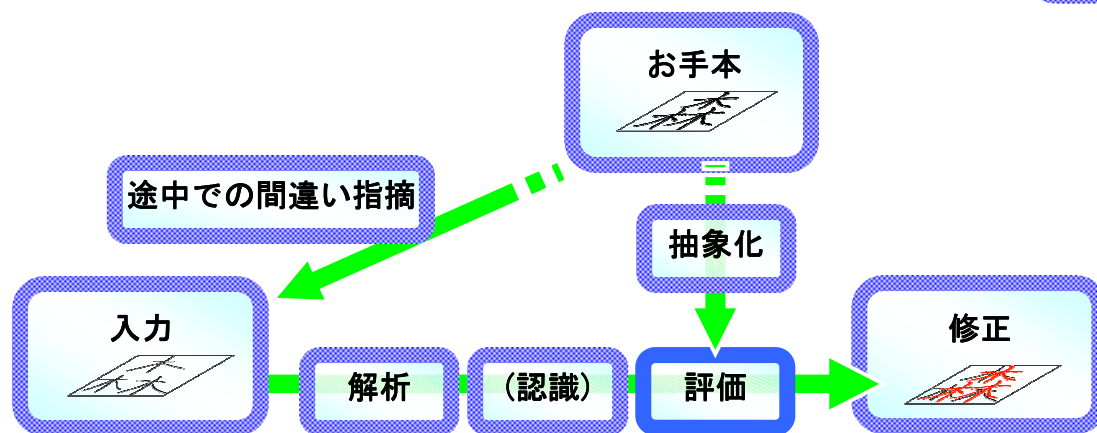 お手本
途中での間違い指摘
抽象化
入力
解析
（認識）
評価
修正